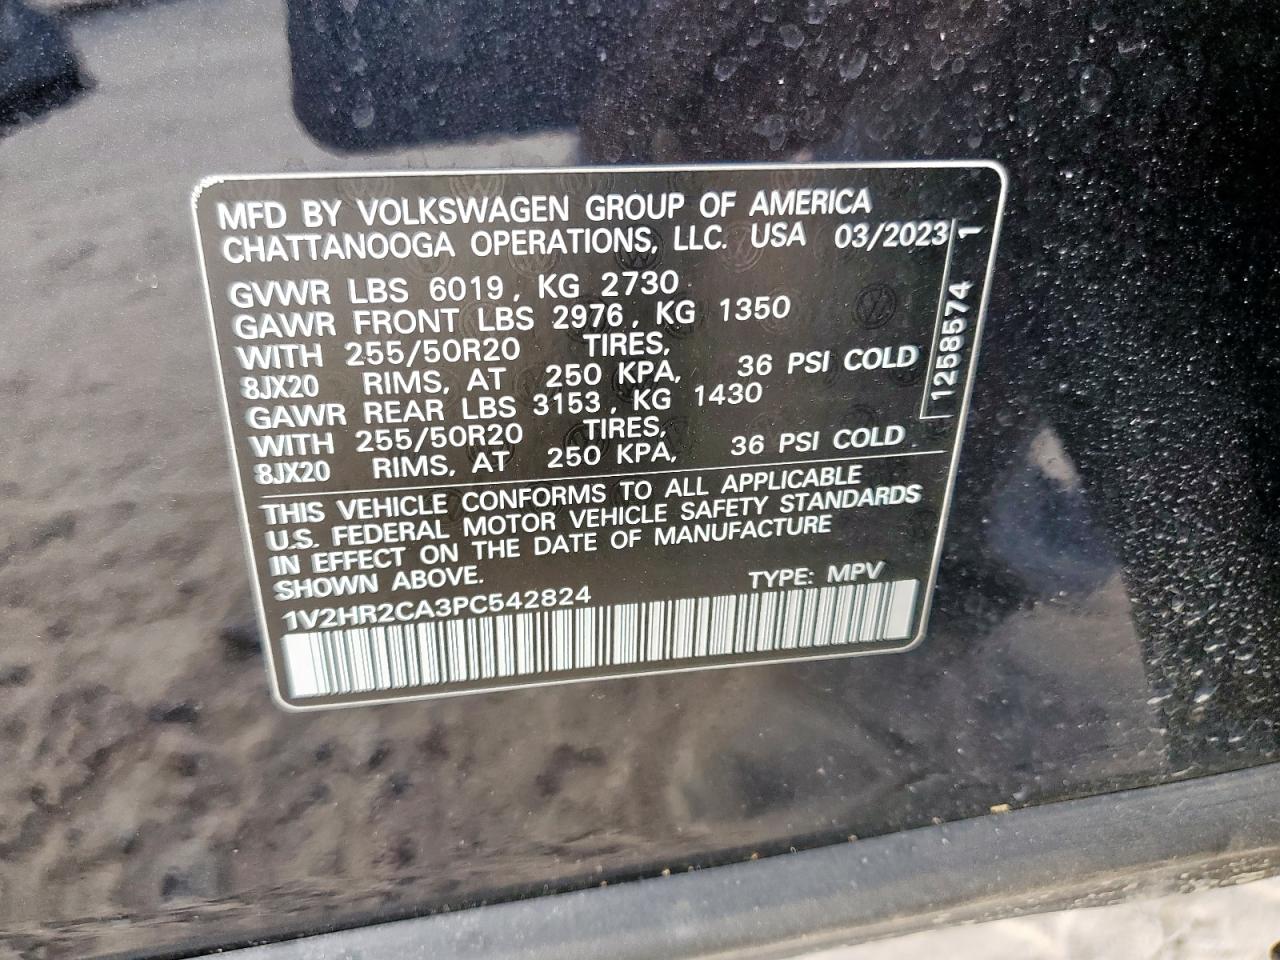 MFD BY VOLKSWAGEN GROUP OF AMERICA
CHATTANOOGA OPERATIONS, LLC. USA 03/2023
GVWR LBS 6019, KG 2730
GAWR FRONT LBS 2976, KG 1350
WITH 255/50R20 TIRES,
8JX20 RIMS, AT 250 KPA, 36 PSI COLD
GAWR REAR LBS 3153, KG 1430
WITH 255/50R20 TIRES,
8JX20 RIMS, AT 250 KPA, 36 PSI COLD
THIS VEHICLE CONFORMS TO ALL APPLICABLE
U.S. FEDERAL MOTOR VEHICLE SAFETY STANDARDS
IN EFFECT ON THE DATE OF MANUFACTURE
SHOWN ABOVE.
1V2HR2CA3PC542824 TYPE: MPV
1258574 1